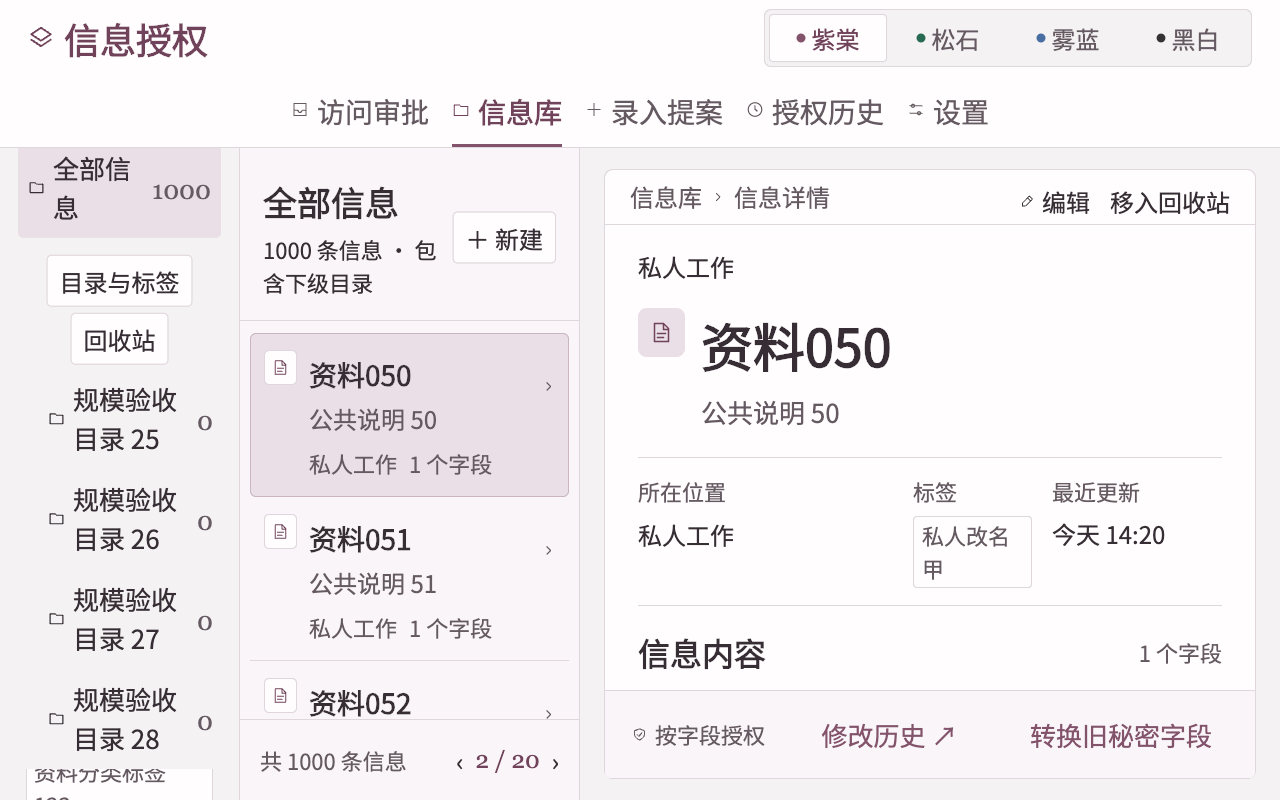 信息授权
紫棠
松石
雾蓝
黑白
访问审批
信息库
录入提案
授权历史
设置
全部信
息
1000
目录与标签
回收站
规模验收
目录 25
0
规模验收
目录 26
0
规模验收
目录 27
0
规模验收
目录 28
0
资料分类标签
全部信息
1000 条信息 · 包
含下级目录
新建
资料050
公共说明 50
私人工作 1 个字段
资料051
公共说明 51
私人工作 1 个字段
资料052
共 1000 条信息
‹ 2 / 20 ›
信息库 › 信息详情
编辑
移入回收站
私人工作
资料050
公共说明 50
所在位置
标签
最近更新
私人工作
私人改名
甲
今天 14:20
信息内容
1 个字段
按字段授权
修改历史 ↗
转换旧秘密字段